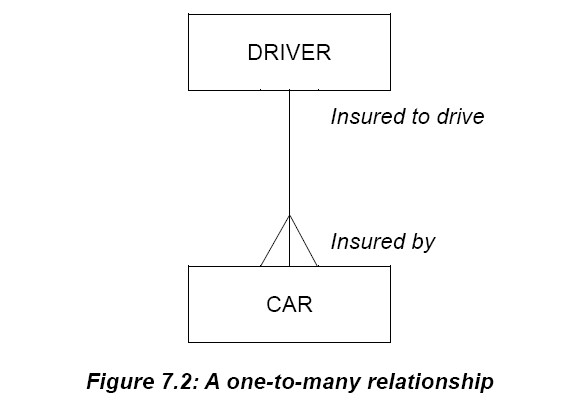 DRIVER
Insured to drive
Insured by
CAR
Figure 7.2: A one-to-many relationship